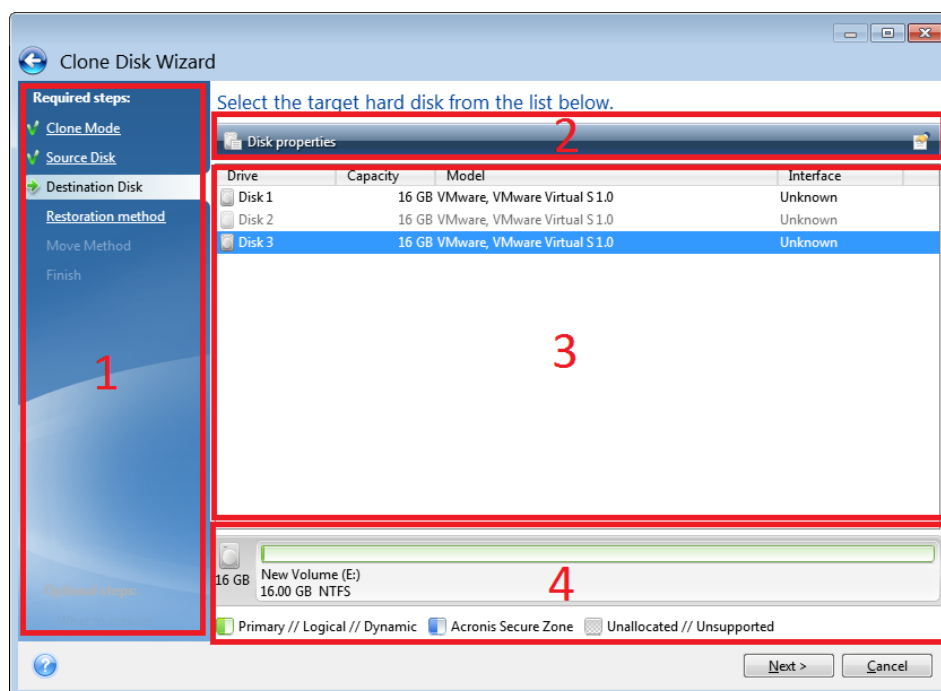 Clone Disk Wizard
Required steps:
Clone Mode
Source Disk
Destination Disk
Restoration method
Move Method
Finish
1
Select the target hard disk from the list below.
Disk properties
2
Drive Capacity Model Interface
Disk 1 16 GB VMware, VMware Virtual S 1.0 Unknown
Disk 2 16 GB VMware, VMware Virtual S 1.0 Unknown
Disk 3 16 GB VMware, VMware Virtual S 1.0 Unknown
3
16 GB
New Volume (E:)
16.00 GB NTFS
4
Primary // Logical // Dynamic Acronis Secure Zone Unallocated // Unsupported
Next > Cancel